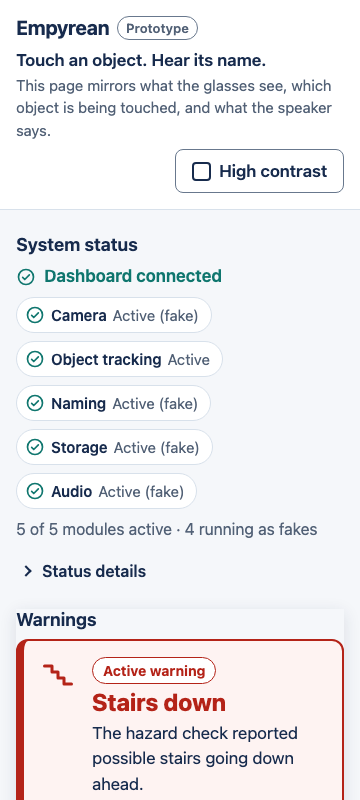 Empyrean Prototype
Touch an object. Hear its name.
This page mirrors what the glasses see, which
object is being touched, and what the speaker
says.
High contrast
System status
Dashboard connected
Camera Active (fake)
Object tracking Active
Naming Active (fake)
Storage Active (fake)
Audio Active (fake)
5 of 5 modules active · 4 running as fakes
Status details
Warnings
Active warning
Stairs down
The hazard check reported
possible stairs going down
ahead.